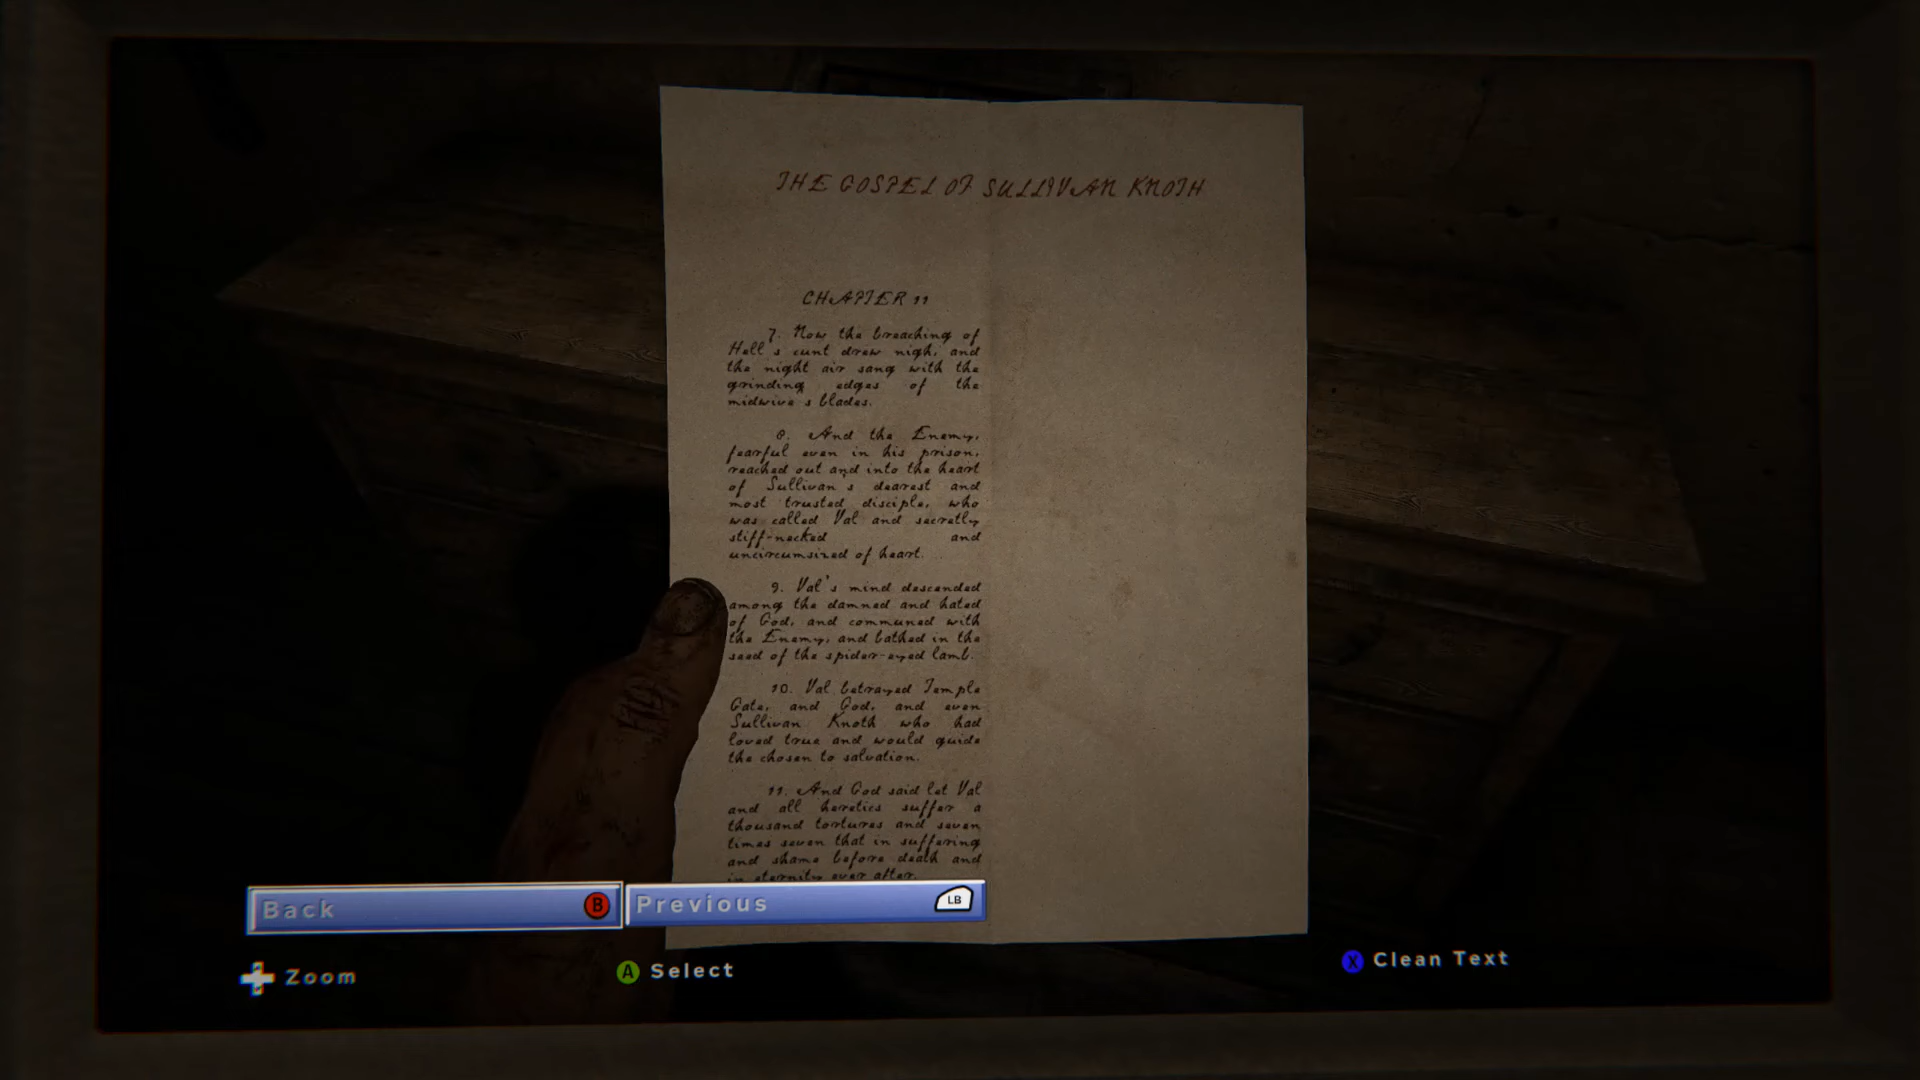 THE GOSPEL OF SULLIVAN KNOTH
CHAPTER 11
7. Now the breaching of
Hell s cunt drew nigh, and
the night air sang with the
grinding edges of the
midwive s blades.
8. And the Enemy,
fearful even in his prison,
reached out and into the heart
of Sullivan s dearest and
most trusted disciple, who
was called Val and secretly
stiff-necked and
uncircumsized of heart.
9. Val's mind descended
among the damned and hated
of God, and communed with
the Enemy, and bathed in the
seed of the spider-eyed lamb.
10. Val betrayed Temple
Gate, and God, and even
Sullivan Knoth who had
loved true and would guide
the chosen to salvation.
11. And God said let Val
and all heretics suffer a
thousand tortures and seven
times seven that in suffering
and shame before death and
in eternity ever after.
Back B
Previous LB
Zoom
A Select
X Clean Text